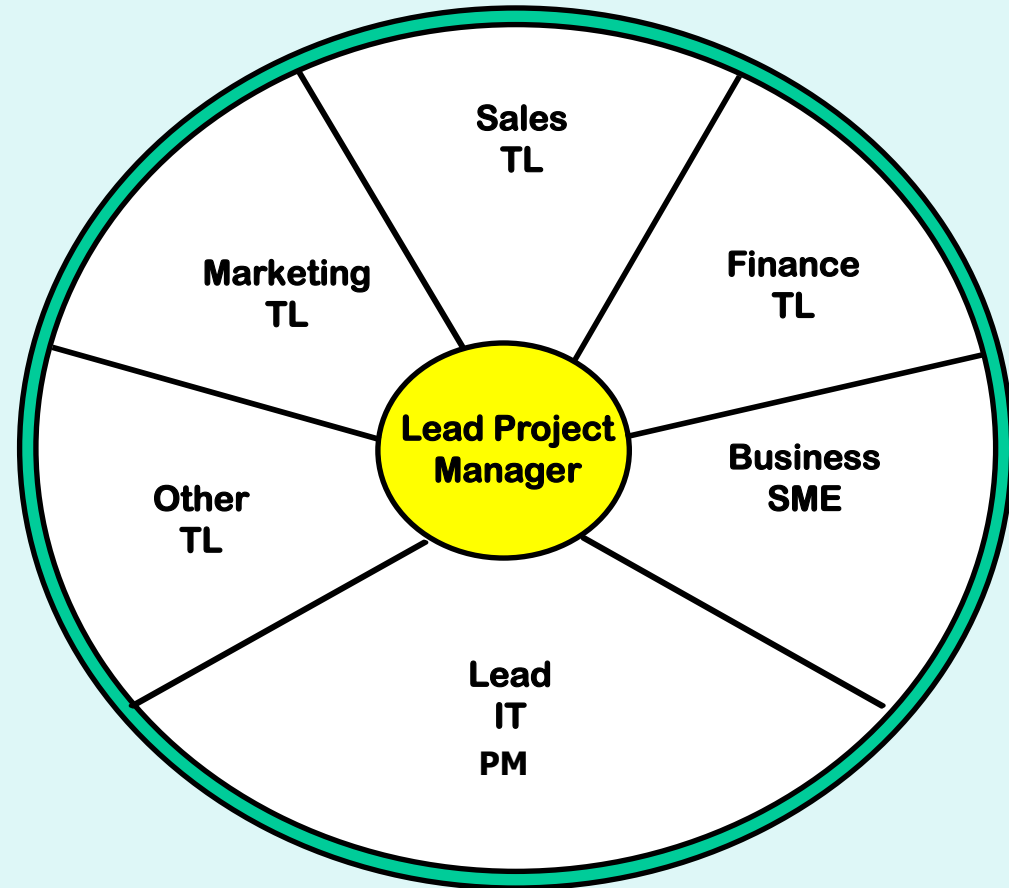 Sales
TL
Marketing
TL
Finance
TL
Lead Project
Manager
Business
SME
Other
TL
Lead
IT
PM